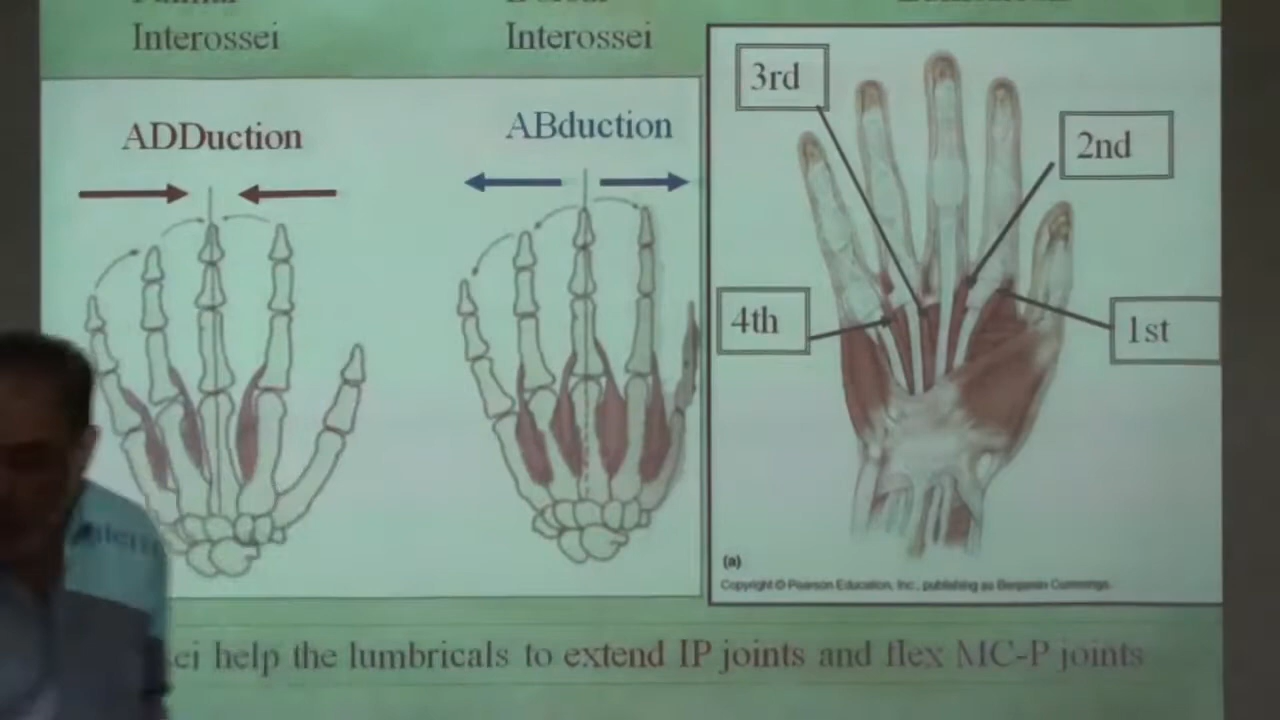 Interossei
Interossei
ADDuction
ABduction
3rd
2nd
4th
1st
(a)
Copyright © Pearson Education, Inc., publishing as Benjamin Cummings.
help the lumbricals to extend IP joints and flex MC-P joints